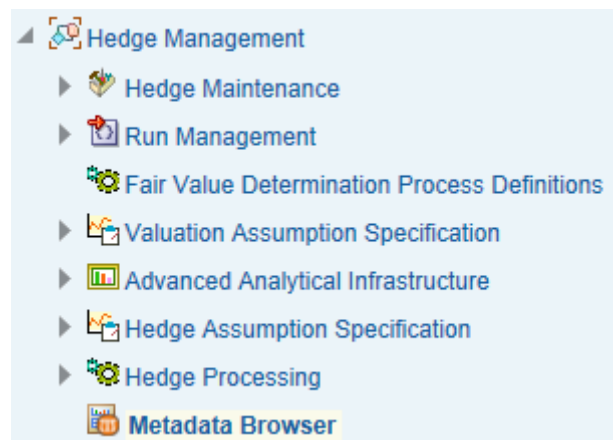 Hedge Management
Hedge Maintenance
Run Management
Fair Value Determination Process Definitions
Valuation Assumption Specification
Advanced Analytical Infrastructure
Hedge Assumption Specification
Hedge Processing
Metadata Browser